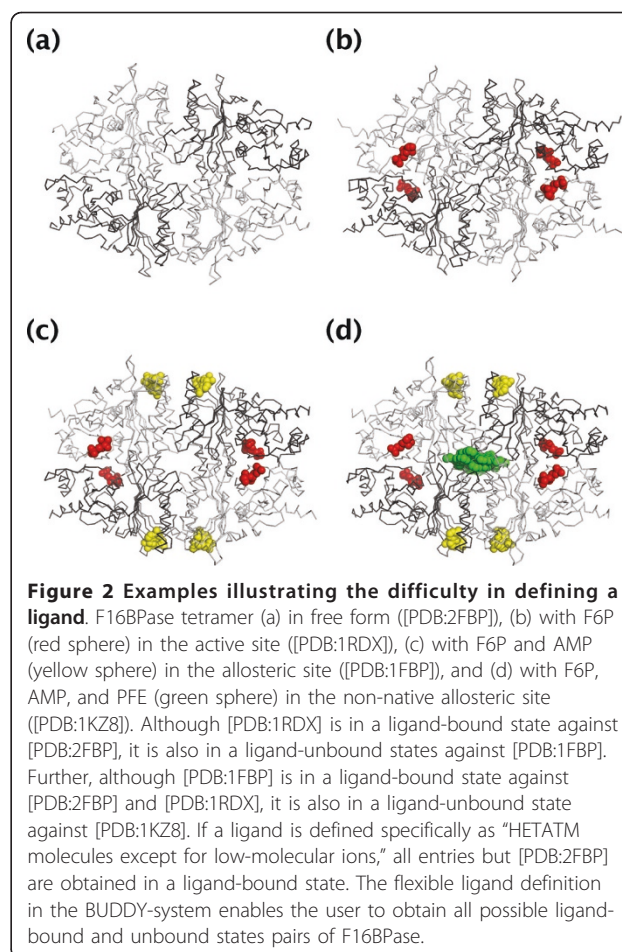 (a)
(b)
(c)
(d)
Figure 2 Examples illustrating the difficulty in defining a
ligand. F16BPase tetramer (a) in free form ([PDB:2FBP]), (b) with F6P
(red sphere) in the active site ([PDB:1RDX]), (c) with F6P and AMP
(yellow sphere) in the allosteric site ([PDB:1FBP]), and (d) with F6P,
AMP, and PFE (green sphere) in the non-native allosteric site
([PDB:1KZ8]). Although [PDB:1RDX] is in a ligand-bound state against
[PDB:2FBP], it is also in a ligand-unbound states against [PDB:1FBP].
Further, although [PDB:1FBP] is in a ligand-bound state against
[PDB:2FBP] and [PDB:1RDX], it is also in a ligand-unbound state
against [PDB:1KZ8]. If a ligand is defined specifically as “HETATM
molecules except for low-molecular ions,” all entries but [PDB:2FBP]
are obtained in a ligand-bound state. The flexible ligand definition
in the BUDDY-system enables the user to obtain all possible ligand-
bound and unbound states pairs of F16BPase.